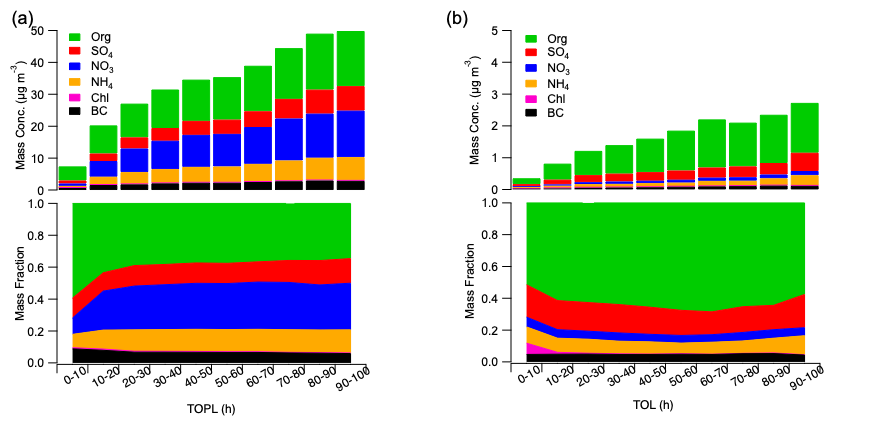 (a)
50
40
30
20
10
0
Mass Conc. (µg m⁻³)
Org
SO₄
NO₃
NH₄
Chl
BC
1.0
0.8
0.6
0.4
0.2
0.0
Mass Fraction
0-10
10-20
20-30
30-40
40-50
50-60
60-70
70-80
80-90
90-100
TOPL (h)
(b)
5
4
3
2
1
0
Mass Conc. (µg m⁻³)
Org
SO₄
NO₃
NH₄
Chl
BC
1.0
0.8
0.6
0.4
0.2
0.0
Mass Fraction
0-10
10-20
20-30
30-40
40-50
50-60
60-70
70-80
80-90
90-100
TOL (h)